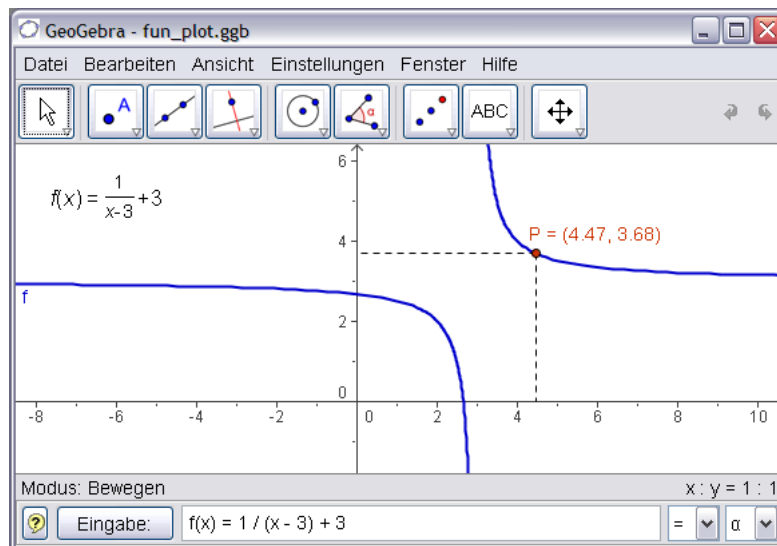 GeoGebra - fun_plot.ggb
Datei Bearbeiten Ansicht Einstellungen Fenster Hilfe
A α ABC
f(x) = 1/(x-3) + 3
6
P = (4.47, 3.68)
4
f
2
0
-8 -6 -4 -2 0 2 4 6 8 10
Modus: Bewegen x : y = 1 : 1
? Eingabe: f(x) = 1 / (x - 3) + 3 = α